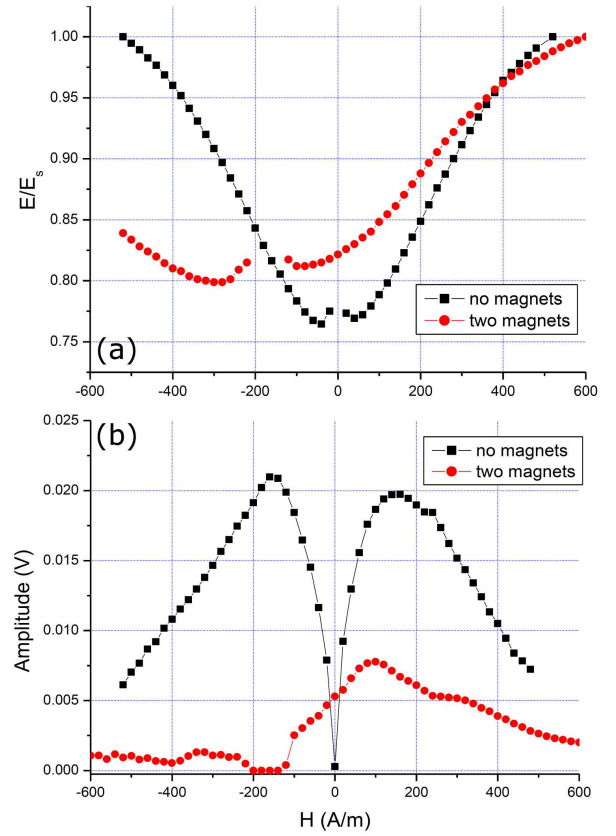 1.00
0.95
0.90
0.85
0.80
0.75
E/Es
no magnets
two magnets
(a)
-600 -400 -200 0 200 400 600
(b)
0.025
0.020
0.015
0.010
0.005
0.000
Amplitude (V)
no magnets
two magnets
-600 -400 -200 0 200 400 600
H (A/m)